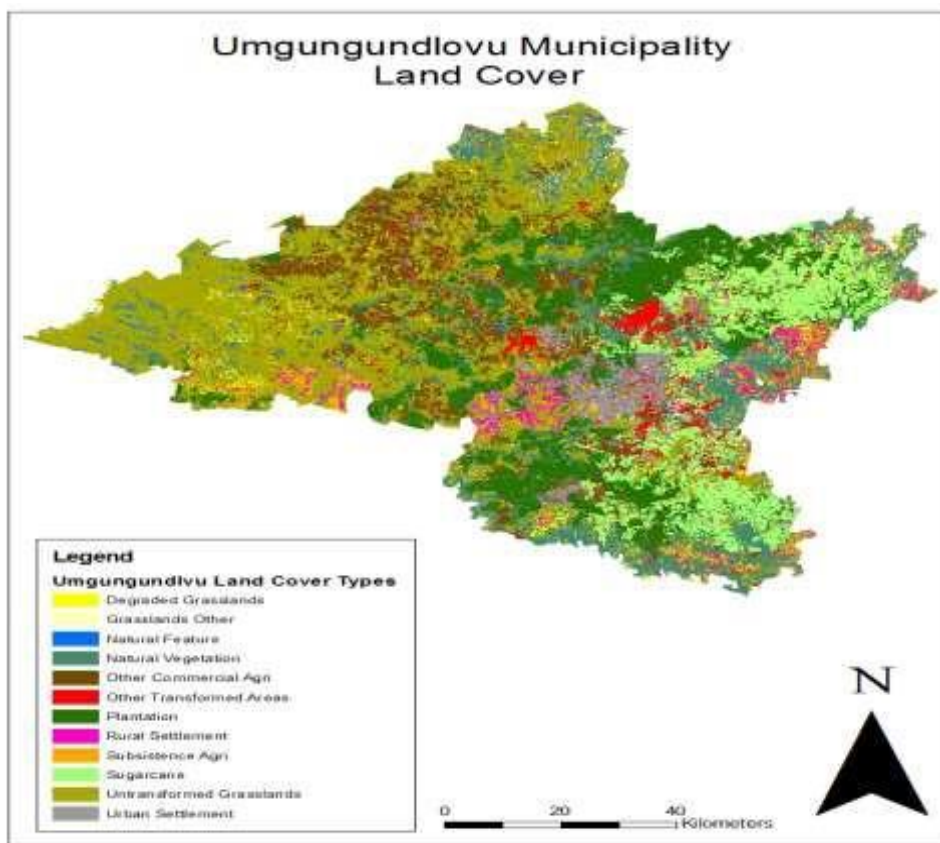 Umgungundlovu Municipality
Land Cover
Legend
Umgungundlvu Land Cover Types
Degraded Grasslands
Grasslands Other
Natural Feature
Natural Vegetation
Other Commercial Agri
Other Transformed Areas
Plantation
Rural Settlement
Subsistence Agri
Sugarcane
Untransformed Grasslands
Urban Settlement
N
0 20 40
Kilometers